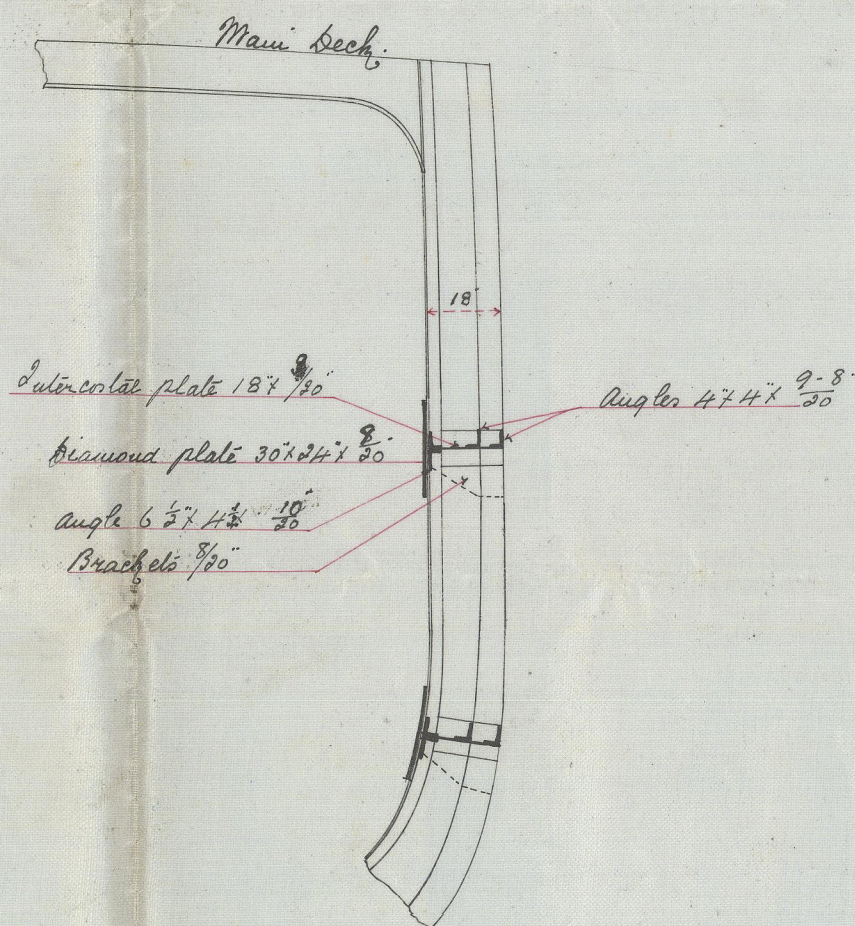 Main Deck.
18"
Intercostal plate 18" x 9/20"
Angles 4" x 4" x 9-8/20"
Diamond plate 30" x 24" x 8/20"
Angle 6 1/2" x 4 1/2" x 10/20"
Brackets 8/20"